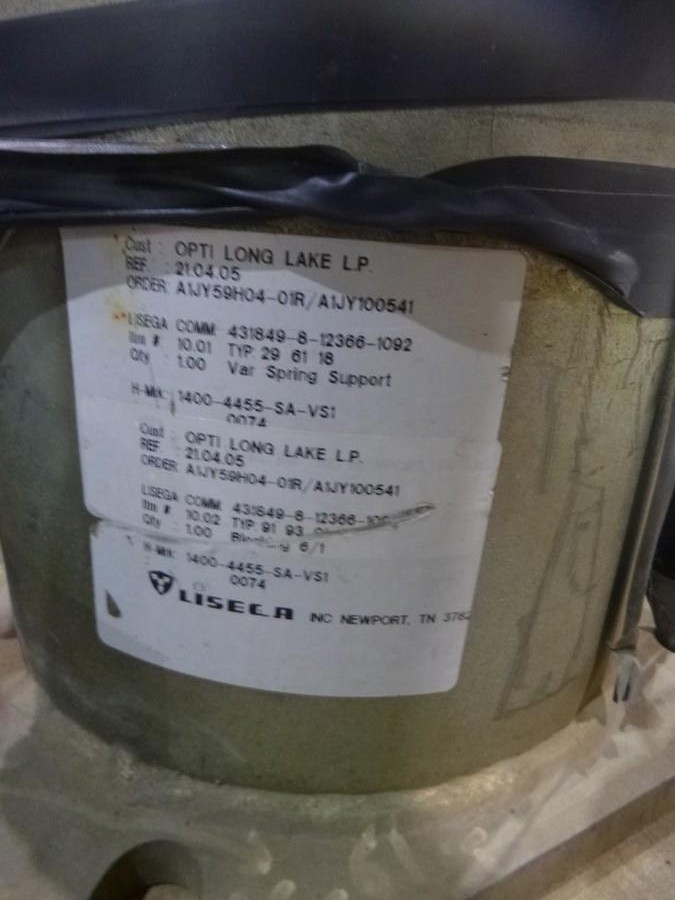 Cust : OPTI LONG LAKE L.P.
REF : 21.04.05
ORDER: A1JY59H04-01R/A1JY100541
LISEGA COMM: 431849-8-12366-1092
Itm # : 10.01 TYP: 29 61 18
Qty : 1.00 Var Spring Support
H-Mk: 1400-4455-SA-VS1
0074
Cust : OPTI LONG LAKE L.P.
REF : 21.04.05
ORDER: A1JY59H04-01R/A1JY100541
LISEGA COMM: 431849-8-12366-
Itm # : 10.02 TYP: 91 93
Qty : 1.00 6/1
H-Mk: 1400-4455-SA-VS1
0074
LISEGA INC NEWPORT, TN